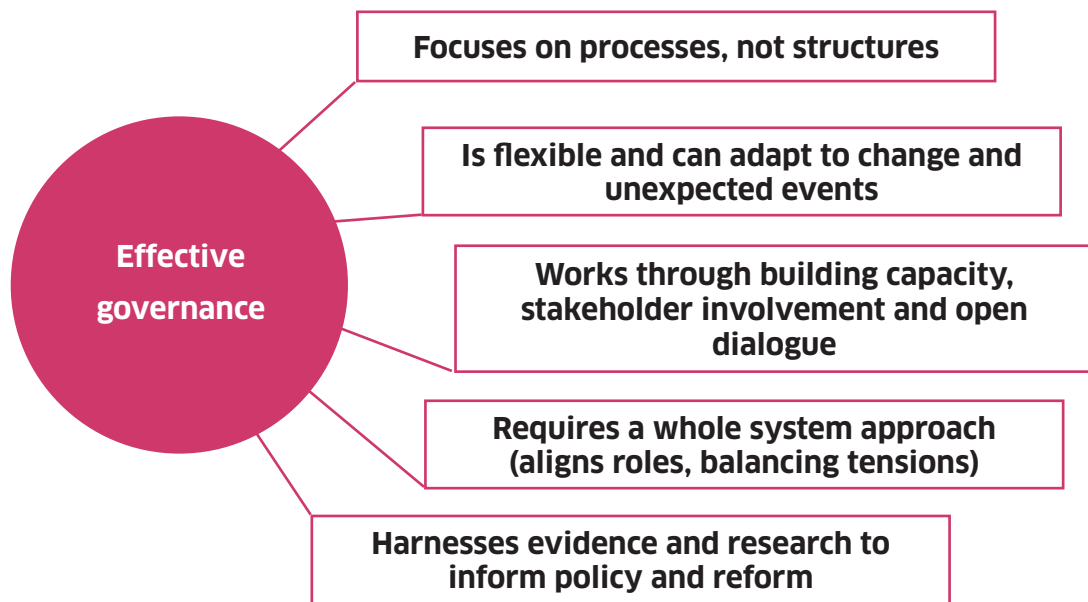 Focuses on processes, not structures
Is flexible and can adapt to change and
unexpected events
Effective
governance
Works through building capacity,
stakeholder involvement and open
dialogue
Requires a whole system approach
(aligns roles, balancing tensions)
Harnesses evidence and research to
inform policy and reform